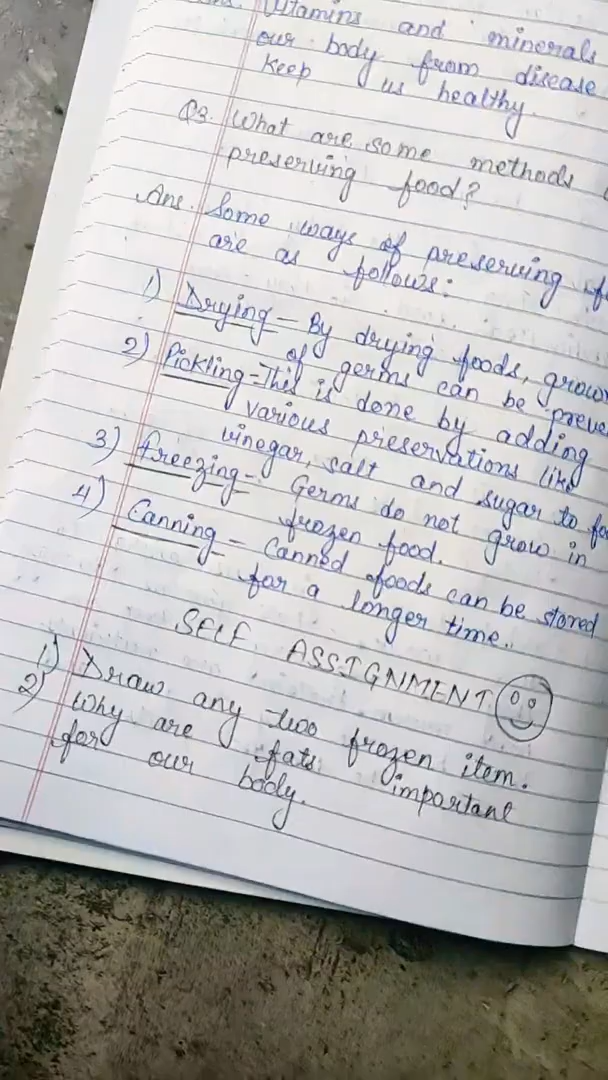 Vitamins and minerals
our body from disease
keep us healthy.
Q3. What are some methods
preserving food?
Ans. Some ways of preserving
are as follows:
1) Drying – By drying foods, grow
of germs can be preve
2) Pickling – This is done by adding
various preservations like
vinegar, salt and sugar to fo
3) freezing – Germs do not grow in
frozen food.
4) Canning – Canned foods can be stored
for a longer time.
SELF ASSIGNMENT
1) Draw any two frozen item.
2) Why are fats important
for our body.